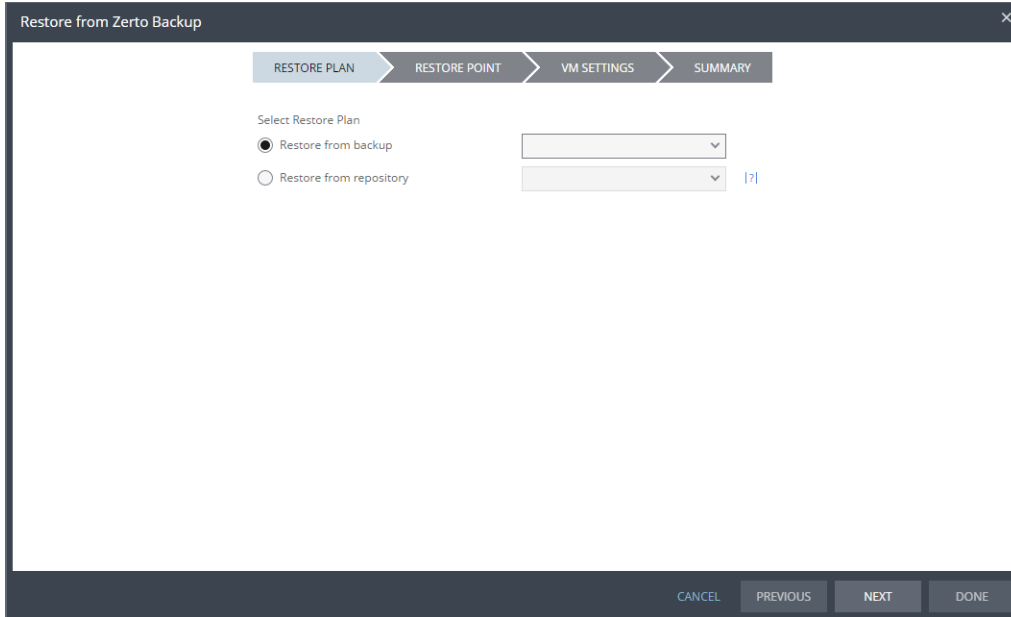 Restore from Zerto Backup
RESTORE PLAN RESTORE POINT VM SETTINGS SUMMARY
Select Restore Plan
Restore from backup
Restore from repository |?|
CANCEL PREVIOUS NEXT DONE